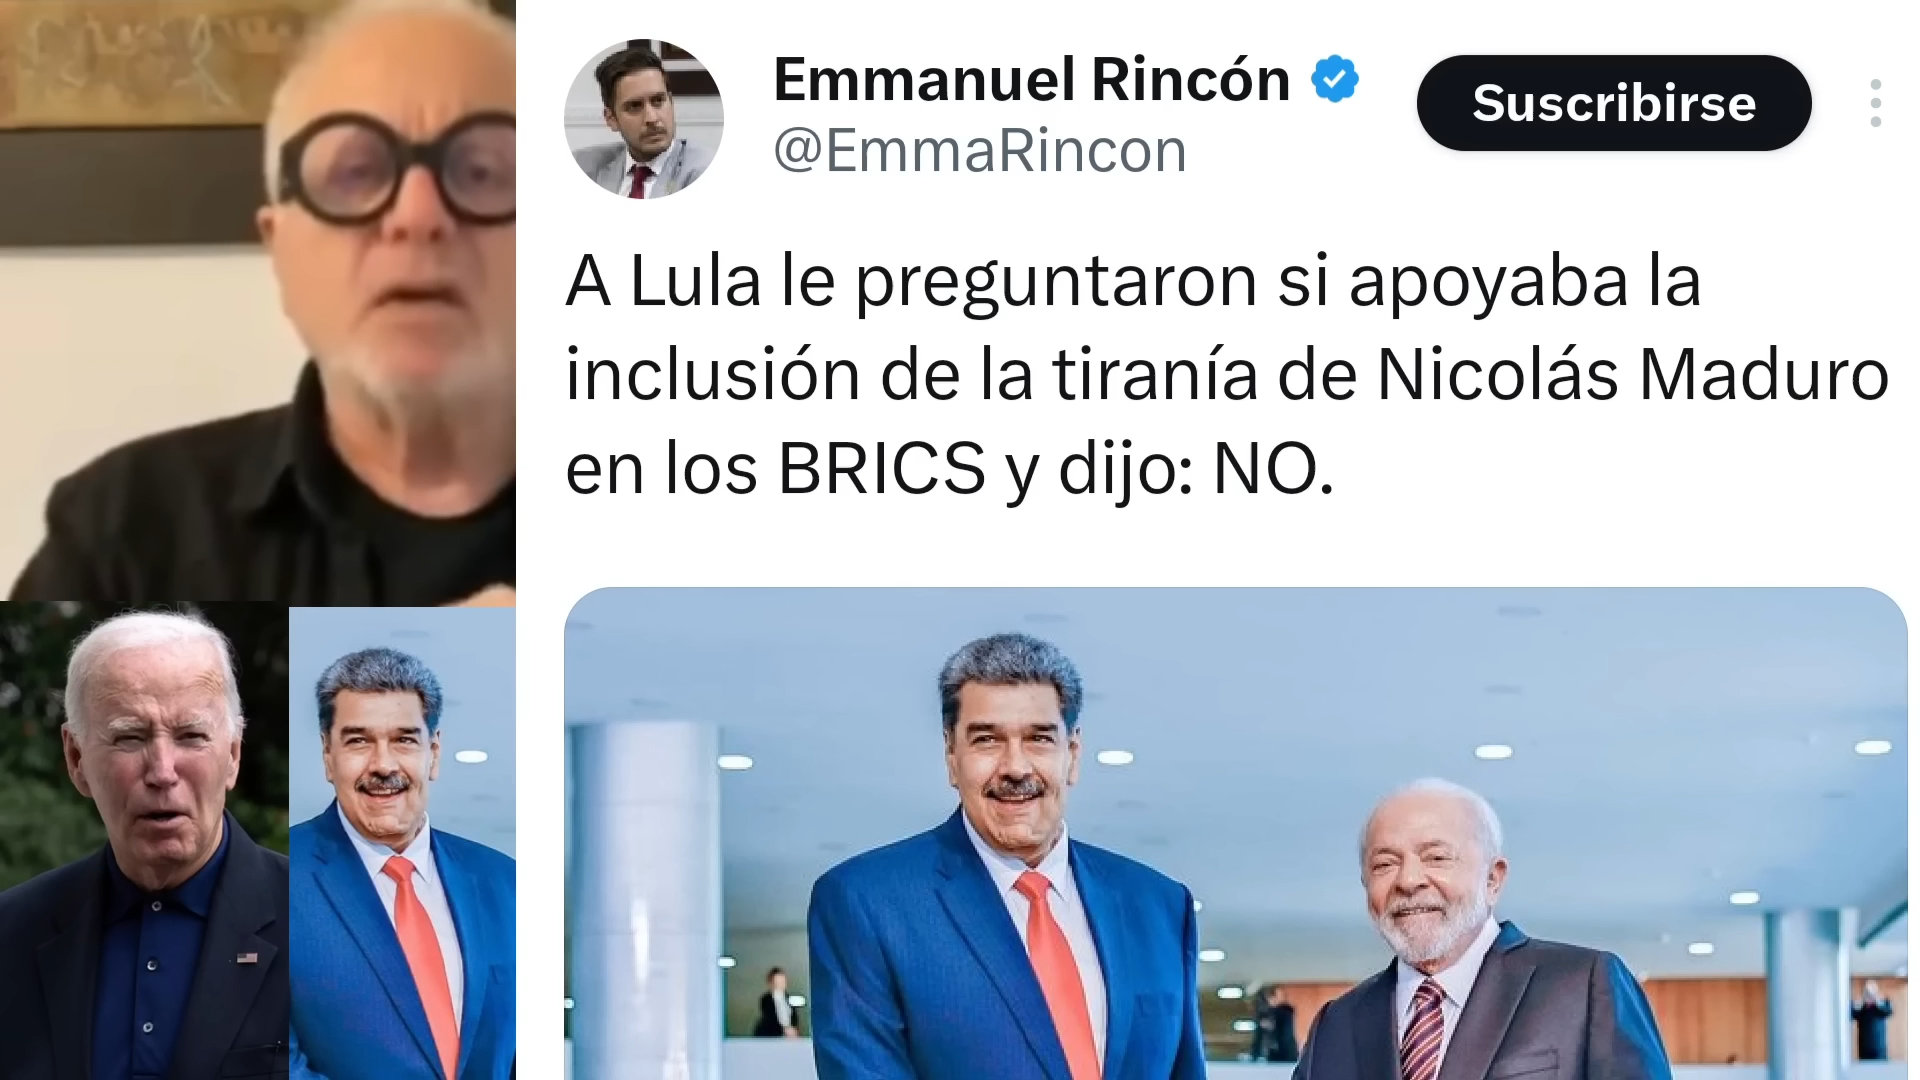 Emmanuel Rincón
@EmmaRincon
Suscribirse
A Lula le preguntaron si apoyaba la
inclusión de la tiranía de Nicolás Maduro
en los BRICS y dijo: NO.